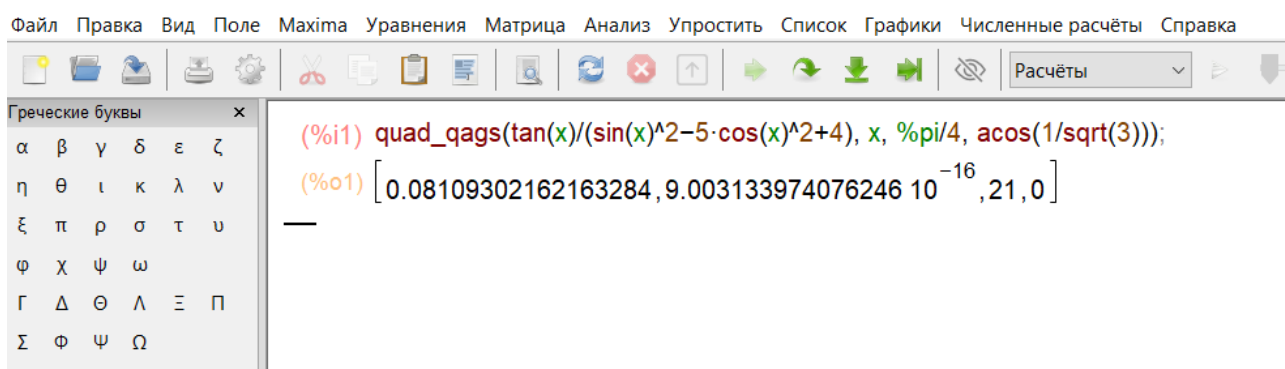 Файл Правка Вид Поле Maxima Уравнения Матрица Анализ Упростить Список Графики Численные расчёты Справка
Расчёты
Греческие буквы ×
α β γ δ ε ζ
η θ ι κ λ ν
ξ π ρ σ τ υ
φ χ ψ ω
Γ Δ Θ Λ Ξ Π
Σ Φ Ψ Ω
(%i1) quad_qags(tan(x)/(sin(x)^2−5·cos(x)^2+4), x, %pi/4, acos(1/sqrt(3)));
(%o1) [0.08109302162163284,9.003133974076246 10^−16,21,0]